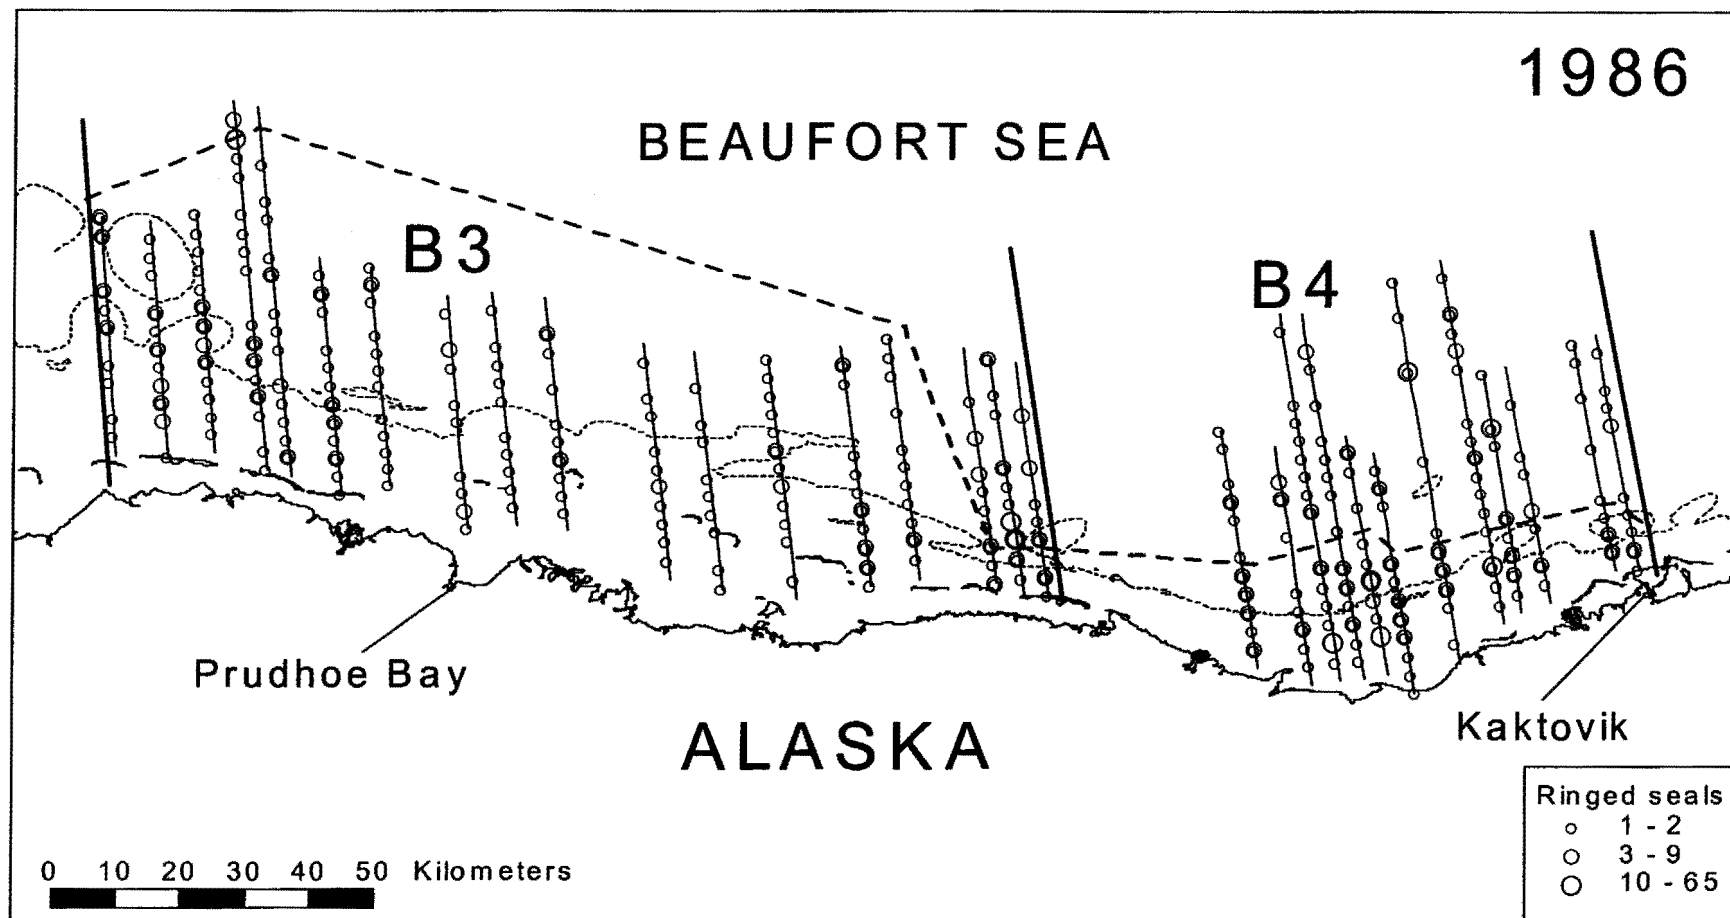 1986
BEAUFORT SEA
B3
B4
Prudhoe Bay
ALASKA
Kaktovik
Ringed seals
1 - 2
3 - 9
10 - 65
0 10 20 30 40 50 Kilometers